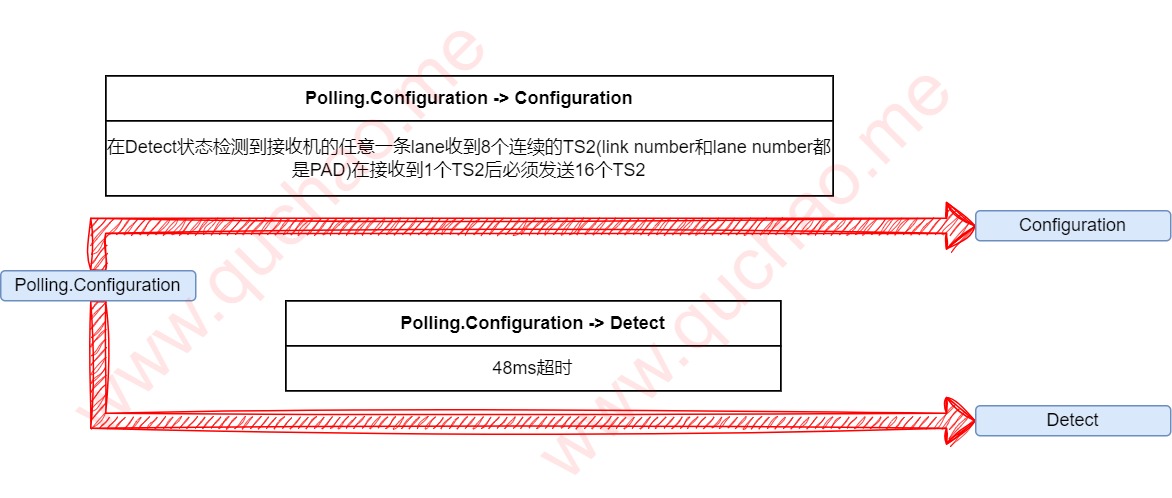 Polling.Configuration -> Configuration
在Detect状态检测到接收机的任意一条lane收到8个连续的TS2(link number和lane number都
是PAD)在接收到1个TS2后必须发送16个TS2
Configuration
Polling.Configuration
Polling.Configuration -> Detect
48ms超时
Detect
www.quchao.me
www.quchao.me